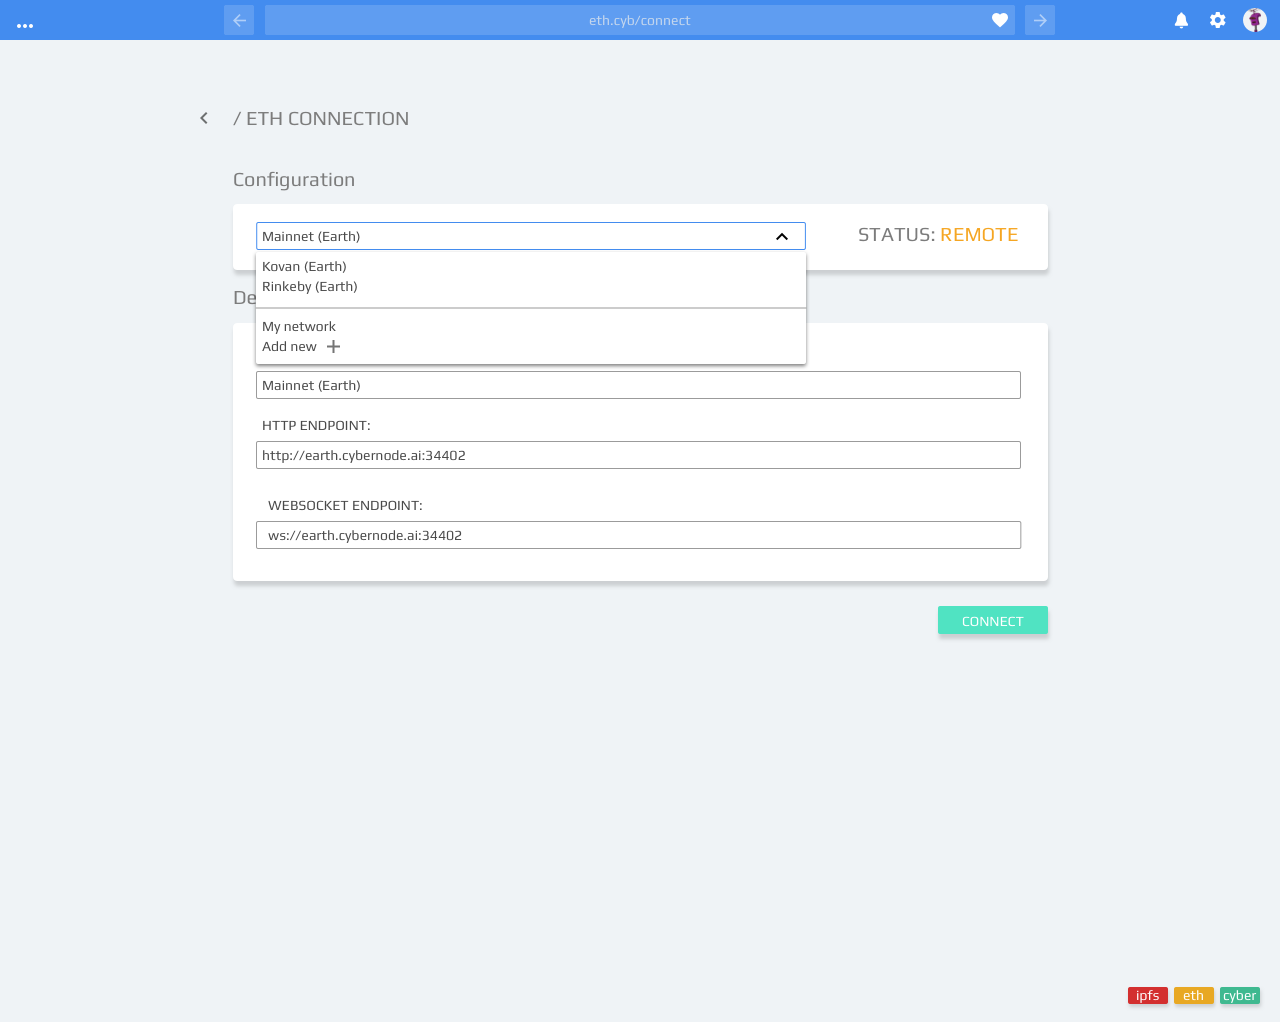 eth.cyb/connect
/ ETH CONNECTION
Configuration
Mainnet (Earth)
STATUS: REMOTE
Kovan (Earth)
Rinkeby (Earth)
De
My network
Add new
Mainnet (Earth)
HTTP ENDPOINT:
http://earth.cybernode.ai:34402
WEBSOCKET ENDPOINT:
ws://earth.cybernode.ai:34402
CONNECT
ipfs eth cyber